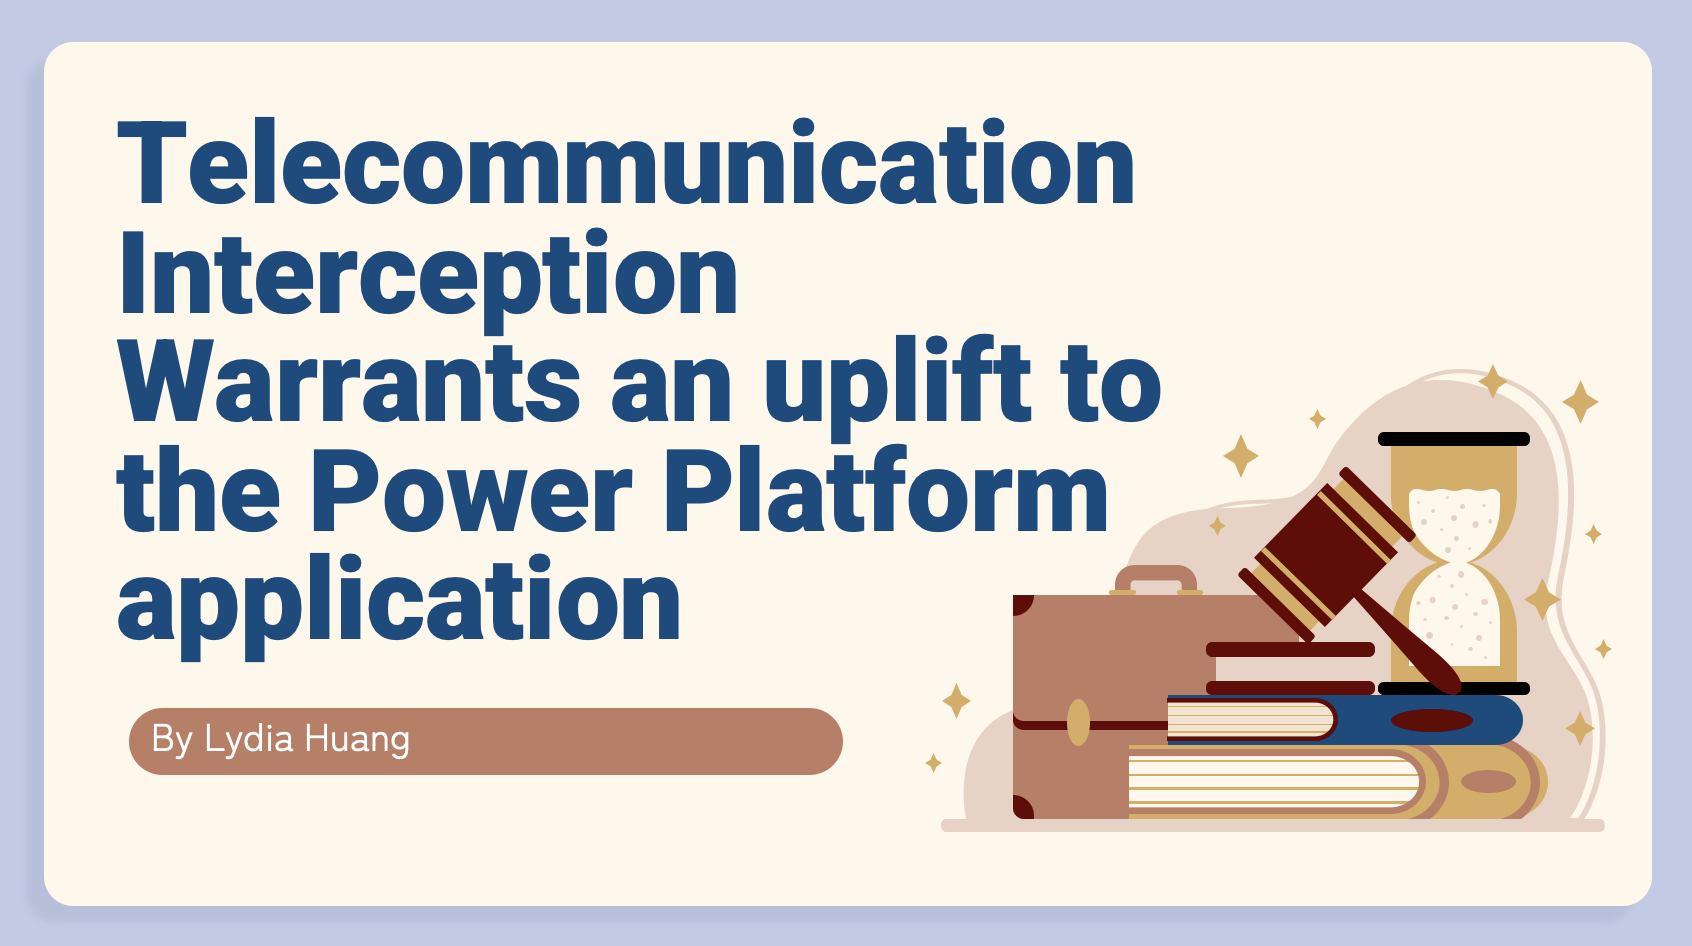 Telecommunication
Interception
Warrants an uplift to
the Power Platform
application
By Lydia Huang